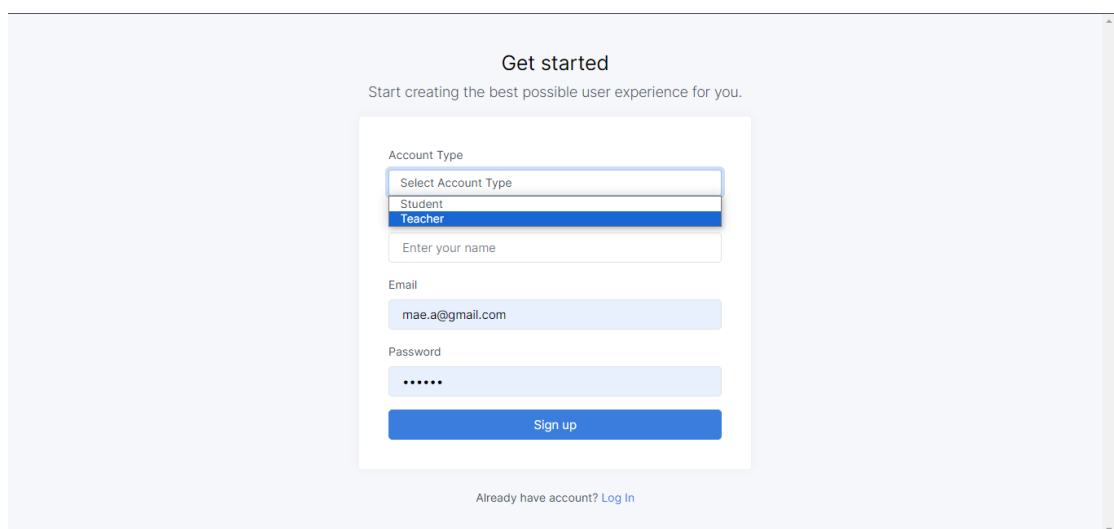 Get started
Start creating the best possible user experience for you.
Account Type
Select Account Type
Student
Teacher
Enter your name
Email
mae.a@gmail.com
Password
••••••
Sign up
Already have account? Log In